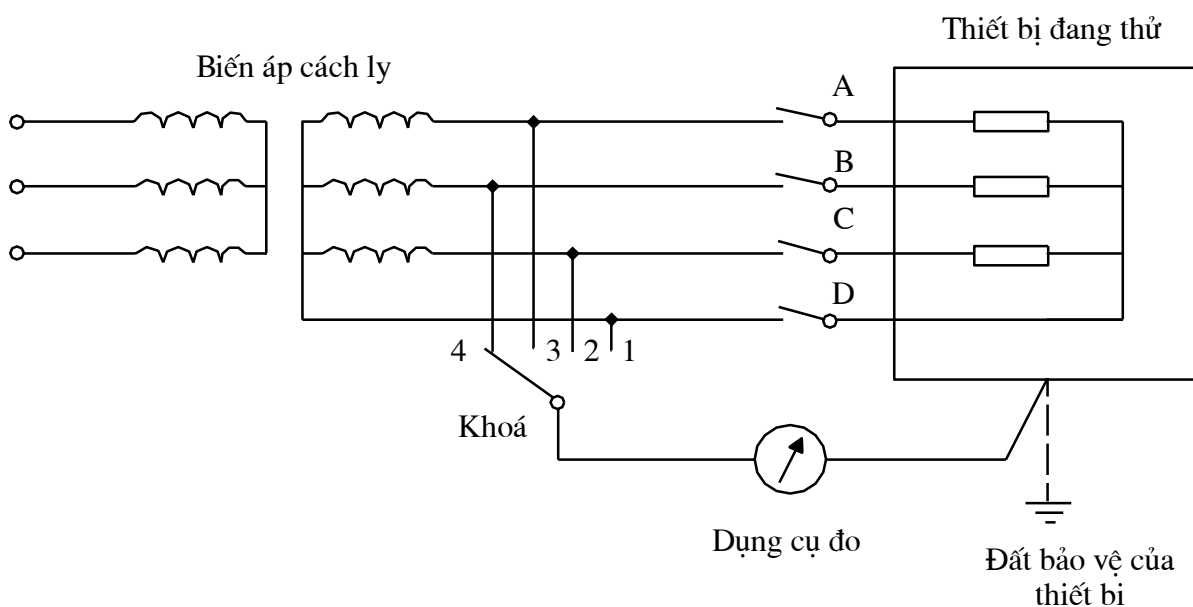 Thiết bị đang thử
Biến áp cách ly
A
B
C
D
4
3
2
1
Khoá
Dụng cụ đo
Đất bảo vệ của
thiết bị